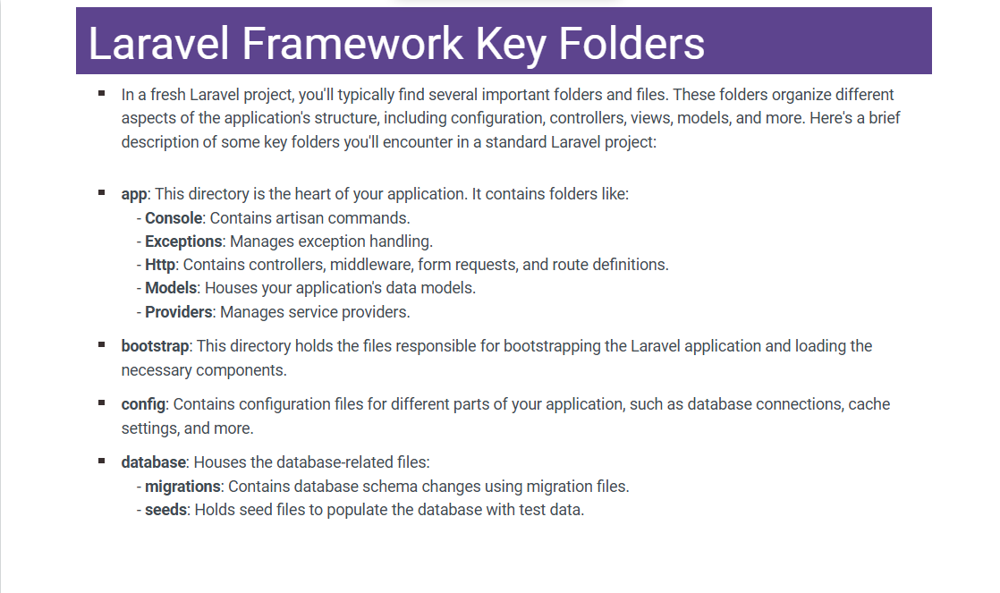 Laravel Framework Key Folders
▪ In a fresh Laravel project, you'll typically find several important folders and files. These folders organize different
aspects of the application's structure, including configuration, controllers, views, models, and more. Here's a brief
description of some key folders you'll encounter in a standard Laravel project:
▪ app: This directory is the heart of your application. It contains folders like:
- Console: Contains artisan commands.
- Exceptions: Manages exception handling.
- Http: Contains controllers, middleware, form requests, and route definitions.
- Models: Houses your application's data models.
- Providers: Manages service providers.
▪ bootstrap: This directory holds the files responsible for bootstrapping the Laravel application and loading the
necessary components.
▪ config: Contains configuration files for different parts of your application, such as database connections, cache
settings, and more.
▪ database: Houses the database-related files:
- migrations: Contains database schema changes using migration files.
- seeds: Holds seed files to populate the database with test data.